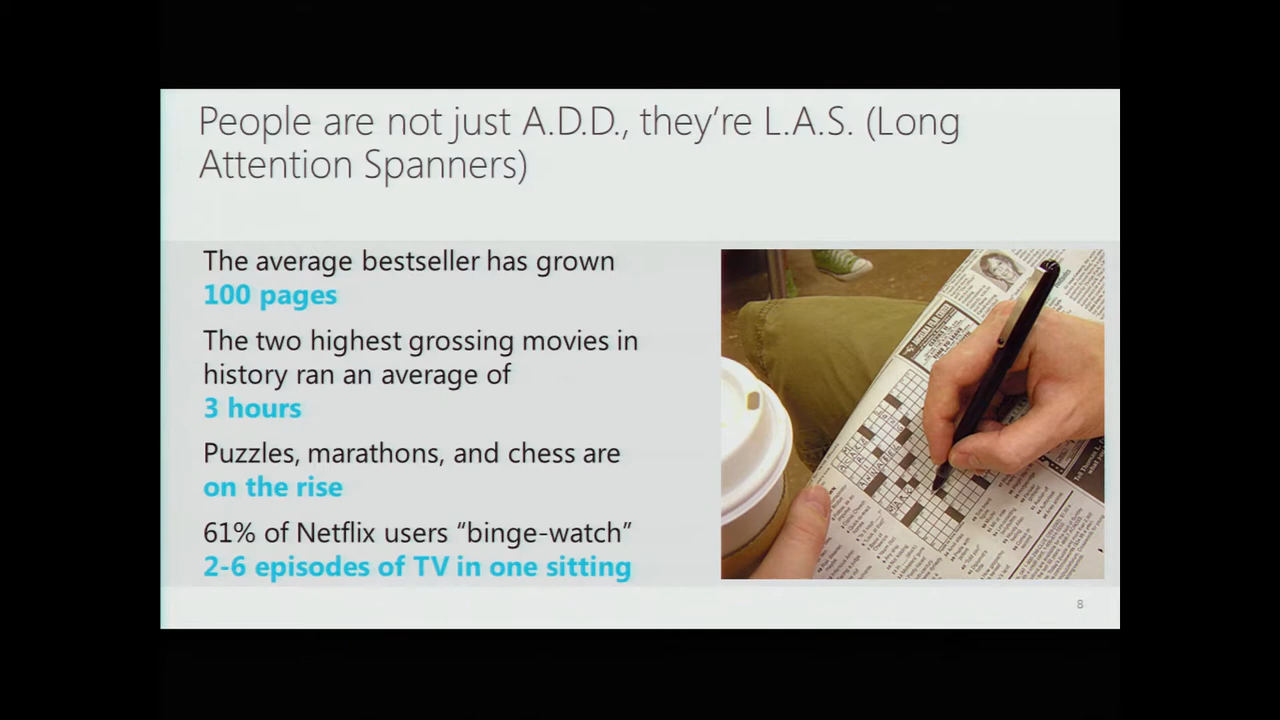 People are not just A.D.D., they’re L.A.S. (Long
Attention Spanners)
The average bestseller has grown
100 pages
The two highest grossing movies in
history ran an average of
3 hours
Puzzles, marathons, and chess are
on the rise
61% of Netflix users “binge-watch”
2-6 episodes of TV in one sitting
8